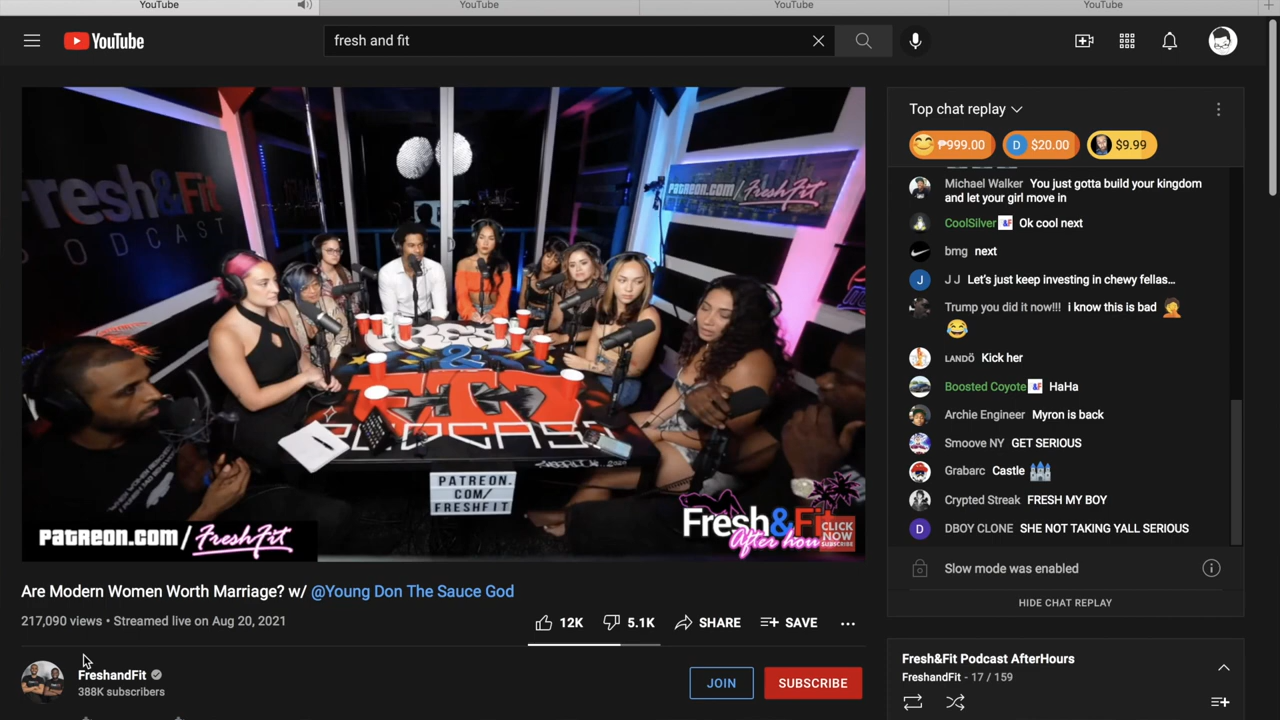 YouTube
YouTube
YouTube
YouTube
YouTube
fresh and fit
Fresh&Fit
PODCAST
PATREON.COM/FreshFit
FIT
PODCAST
PATREON.
COM/
FRESHFIT
PATREON.COM/FreshFit
Fresh&Fit
After hour
CLICK
NOW
SUBSCRIBE
Are Modern Women Worth Marriage? w/ @Young Don The Sauce God
217,090 views • Streamed live on Aug 20, 2021
12K
5.1K
SHARE
SAVE
FreshandFit
388K subscribers
JOIN
SUBSCRIBE
Top chat replay
₱999.00
D $20.00
$9.99
Michael Walker You just gotta build your kingdom
and let your girl move in
CoolSilver &F Ok cool next
bmg next
J J J Let's just keep investing in chewy fellas…
Trump you did it now!!! i know this is bad 🤦
😂
LANDÖ Kick her
Boosted Coyote &F HaHa
Archie Engineer Myron is back
Smoove NY GET SERIOUS
Grabarc Castle 🏰
Crypted Streak FRESH MY BOY
D DBOY CLONE SHE NOT TAKING YALL SERIOUS
Slow mode was enabled
HIDE CHAT REPLAY
Fresh&Fit Podcast AfterHours
FreshandFit - 17 / 159